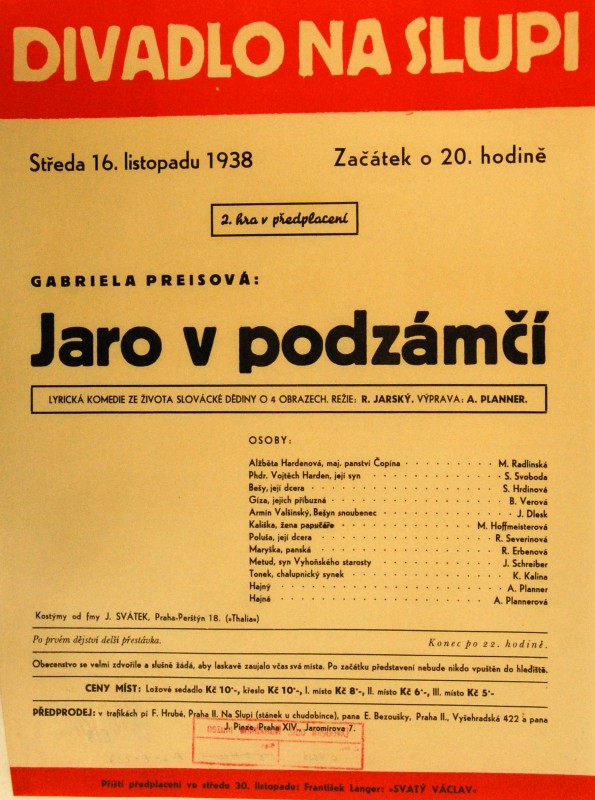 DIVADLO NA SLUPI
Středa 16. listopadu 1938 Začátek o 20. hodině
2. hra v předplacení
GABRIELA PREISOVÁ:
Jaro v podzámčí
LYRICKÁ KOMEDIE ZE ŽIVOTA SLOVÁCKÉ DĚDINY O 4 OBRAZECH. REŽIE: R. JARSKÝ. VÝPRAVA: A. PLANNER.
OSOBY:
Alžběta Hardenová, maj. panství Čopína M. Radlinská
Phdr. Vojtěch Harden, její syn S. Svoboda
Bešy, její dcera S. Hrdinová
Giza, jejich příbuzná B. Verová
Armin Valšinský, Bešyn snoubenec J. Dlesk
Kališka, žena papučáře M. Hoffmeisterová
Poluša, její dcera R. Severinová
Maryška, panská R. Erbenová
Metud, syn Vyhoňského starosty J. Schreiber
Tonek, chalupnický synek K. Kalina
Hajný A. Planner
Hajná A. Plannerová
Kostýmy od fmy J. SVÁTEK, Praha-Perštýn 18. («Thalia»)
Po prvém dějství delší přestávka. Konec po 22. hodině.
Obecenstvo se velmi zdvořile a slušně žádá, aby laskavě zaujalo včas svá místa. Po začátku představení nebude nikdo vpuštěn do hlediště.
CENY MÍST: Ložové sedadlo Kč 10·-, křeslo Kč 10·-, I. místo Kč 8·-, II. místo Kč 6·-, III. místo Kč 5·-
PŘEDPRODEJ: v trafikách pí F. Hrubé, Praha II. Na Slupi (stánek u chudobince), pana E. Bezoušky, Praha II., Vyšehradská 422 a pana
J. Pinze, Praha XIV., Jaromírova 7.
Příští předplacení ve středu 30. listopadu: František Langer: »SVATÝ VÁCLAV«